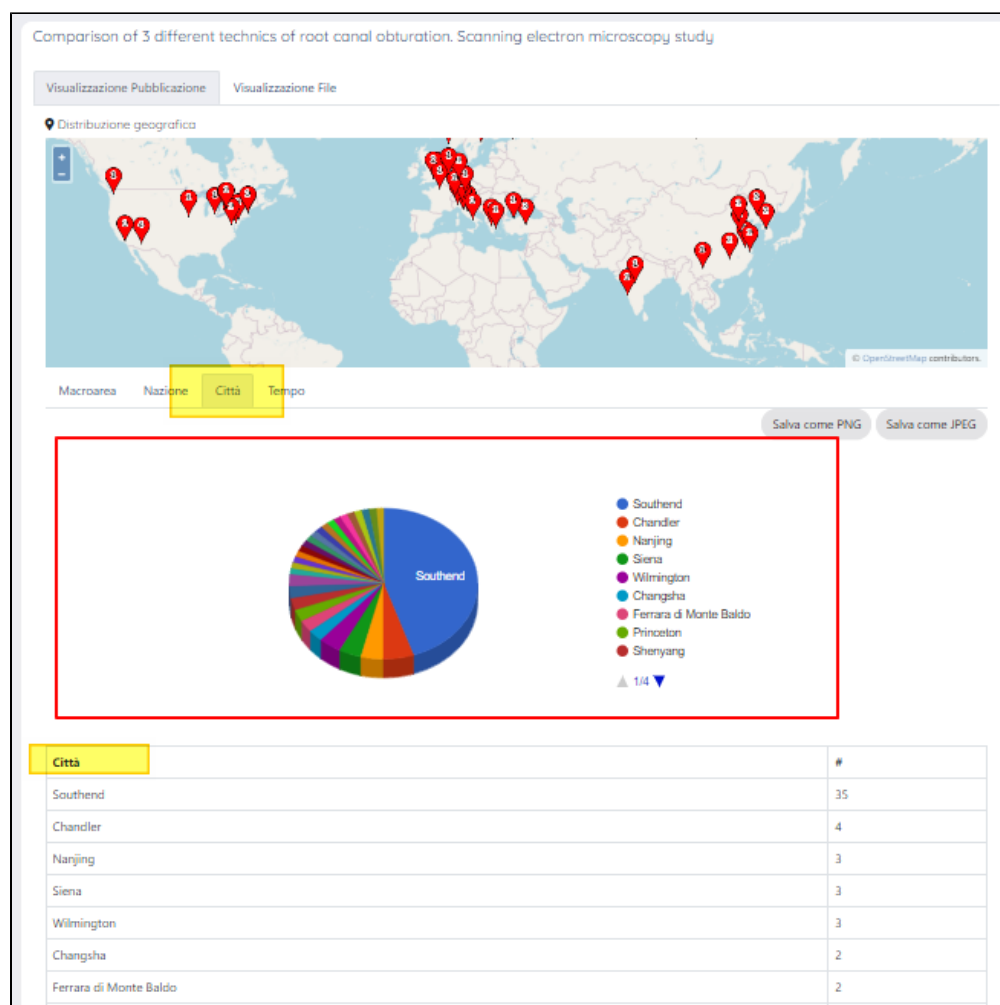 Comparison of 3 different technics of root canal obturation. Scanning electron microscopy study
Visualizzazione Pubblicazione Visualizzazione File
Distribuzione geografica
+
−
© OpenStreetMap contributors.
Macroarea Nazione Città Tempo
Salva come PNG Salva come JPEG
Southend
Southend
Chandler
Nanjing
Siena
Wilmington
Changsha
Ferrara di Monte Baldo
Princeton
Shenyang
1/4
Città #
Southend 35
Chandler 4
Nanjing 3
Siena 3
Wilmington 3
Changsha 2
Ferrara di Monte Baldo 2